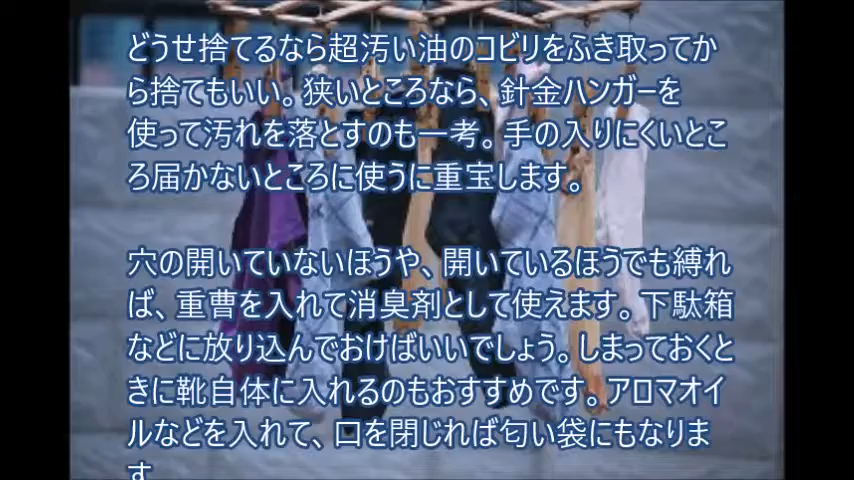 どうせ捨てるなら超汚い油のコビリをふき取ってか
ら捨てもいい。狭いところなら、針金ハンガーを
使って汚れを落とすのも一考。手の入りにくいとこ
ろ届かないところに使うに重宝します。
穴の開いていないほうや、開いているほうでも縛れ
ば、重曹を入れて消臭剤として使えます。下駄箱
などに放り込んでおけばいいでしょう。しまっておくと
きに靴自体に入れるのもおすすめです。アロマオイ
ルなどを入れて、口を閉じれば匂い袋にもなりま
す